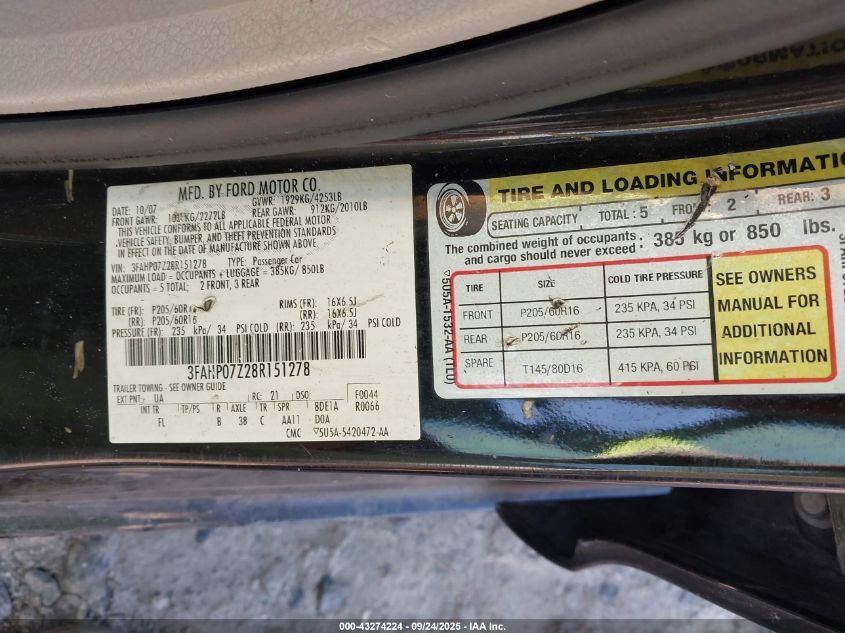 MFD. BY FORD MOTOR CO.
DATE: 10/07 GVWR: 1929KG/4253LB
FRONT GAWR: REAR GAWR: 912KG/2010LB
THIS VEHICLE CONFORMS TO ALL APPLICABLE FEDERAL MOTOR
VEHICLE SAFETY, BUMPER, AND THEFT PREVENTION STANDARDS
IN EFFECT ON THE DATE OF MANUFACTURE SHOWN ABOVE.
VIN: 3FAHP07Z28R151278 TYPE: Passenger Car
MAXIMUM LOAD = OCCUPANTS + LUGGAGE = 385KG/850LB
OCCUPANTS = 5 TOTAL: 2 FRONT, 3 REAR
TIRE (FR): P205/60R16 RIMS (FR): 16X6.5J
(RR): P205/60R16 (RR): 16X6.5J
PRESSURE (FR): 235 kPa/ 34 PSI COLD (RR): 235 kPa/ 34 PSI COLD
3FAHP07Z28R151278
TRAILER TOWING - SEE OWNER GUIDE
EXT PNT: UA RC: 21 DSO: F0044
INT TR TP/PS R AXLE TR SPR BDE1A R0066
FL B 38 C AA11 D0A
CMC ▽5U5A-5420472-AA
TIRE AND LOADING INFORMATIO
SEATING CAPACITY TOTAL: 5 2 REAR: 3
The combined weight of occupants and cargo should never exceed: 385 kg or 850 lbs.
TIRE SIZE COLD TIRE PRESSURE
FRONT P205/60R16 235 KPA, 34 PSI
REAR P205/60R16 235 KPA, 34 PSI
SPARE T145/80D16 415 KPA, 60 PSI
SEE OWNERS
MANUAL FOR
ADDITIONAL
INFORMATION
▽5U5A-1532-AA (TLU)
000-43274224 | 09/24/2025 | IAA Inc.